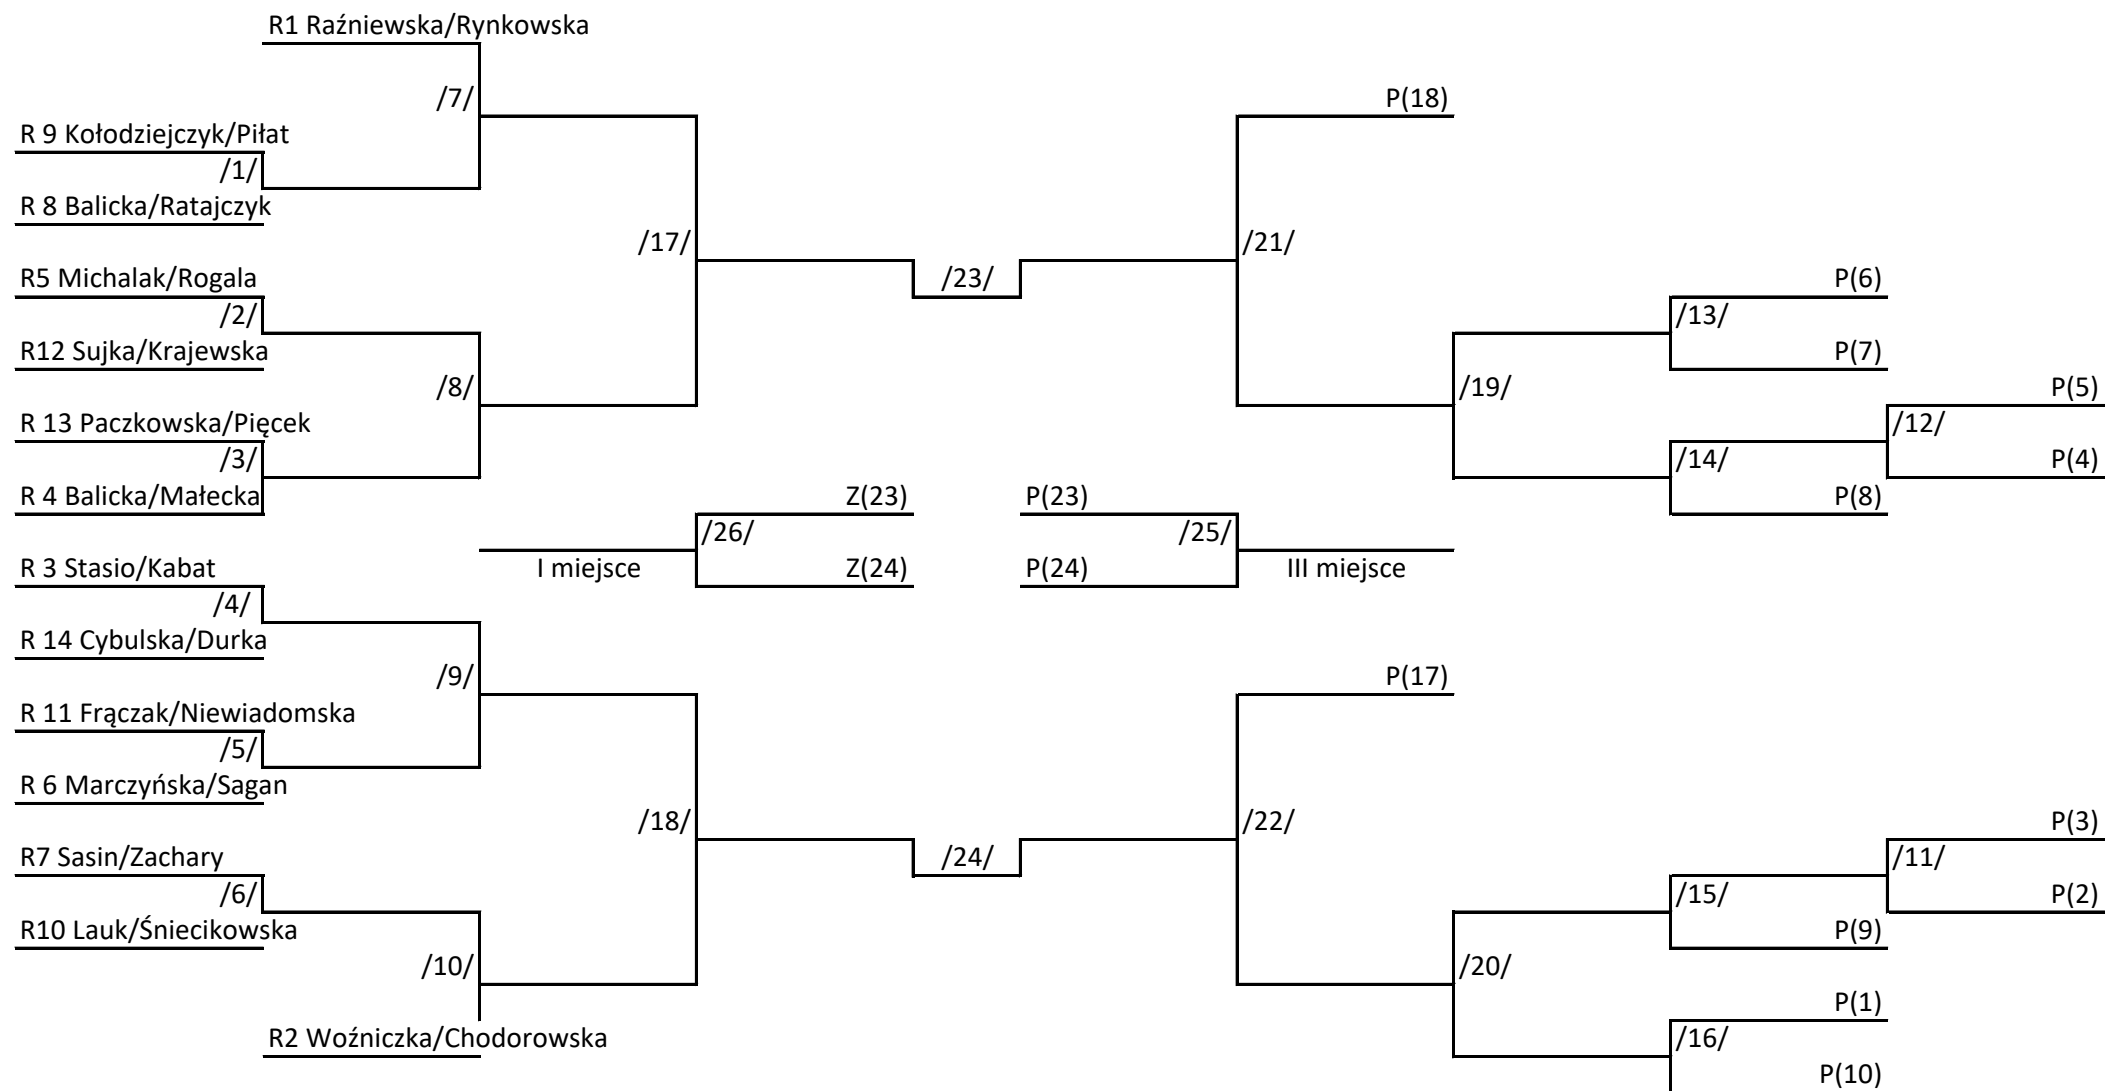 R1 Raźniewska/Rynkowska
/7/
P(18)
R 9 Kołodziejczyk/Piłat
/1/
R 8 Balicka/Ratajczyk
/17/
/21/
R5 Michalak/Rogala
/23/
P(6)
/2/
/13/
R12 Sujka/Krajewska
P(7)
/8/
/19/
P(5)
R 13 Paczkowska/Pięcek
/12/
/3/
/14/
P(4)
R 4 Balicka/Małecka
Z(23)
P(23)
P(8)
/26/
/25/
R 3 Stasio/Kabat
I miejsce
Z(24)
P(24)
III miejsce
/4/
R 14 Cybulska/Durka
/9/
P(17)
R 11 Frączak/Niewiadomska
/5/
R 6 Marczyńska/Sagan
/18/
/22/
P(3)
R7 Sasin/Zachary
/24/
/11/
/6/
/15/
P(2)
R10 Lauk/Śniecikowska
P(9)
/10/
/20/
P(1)
R2 Woźniczka/Chodorowska
/16/
P(10)